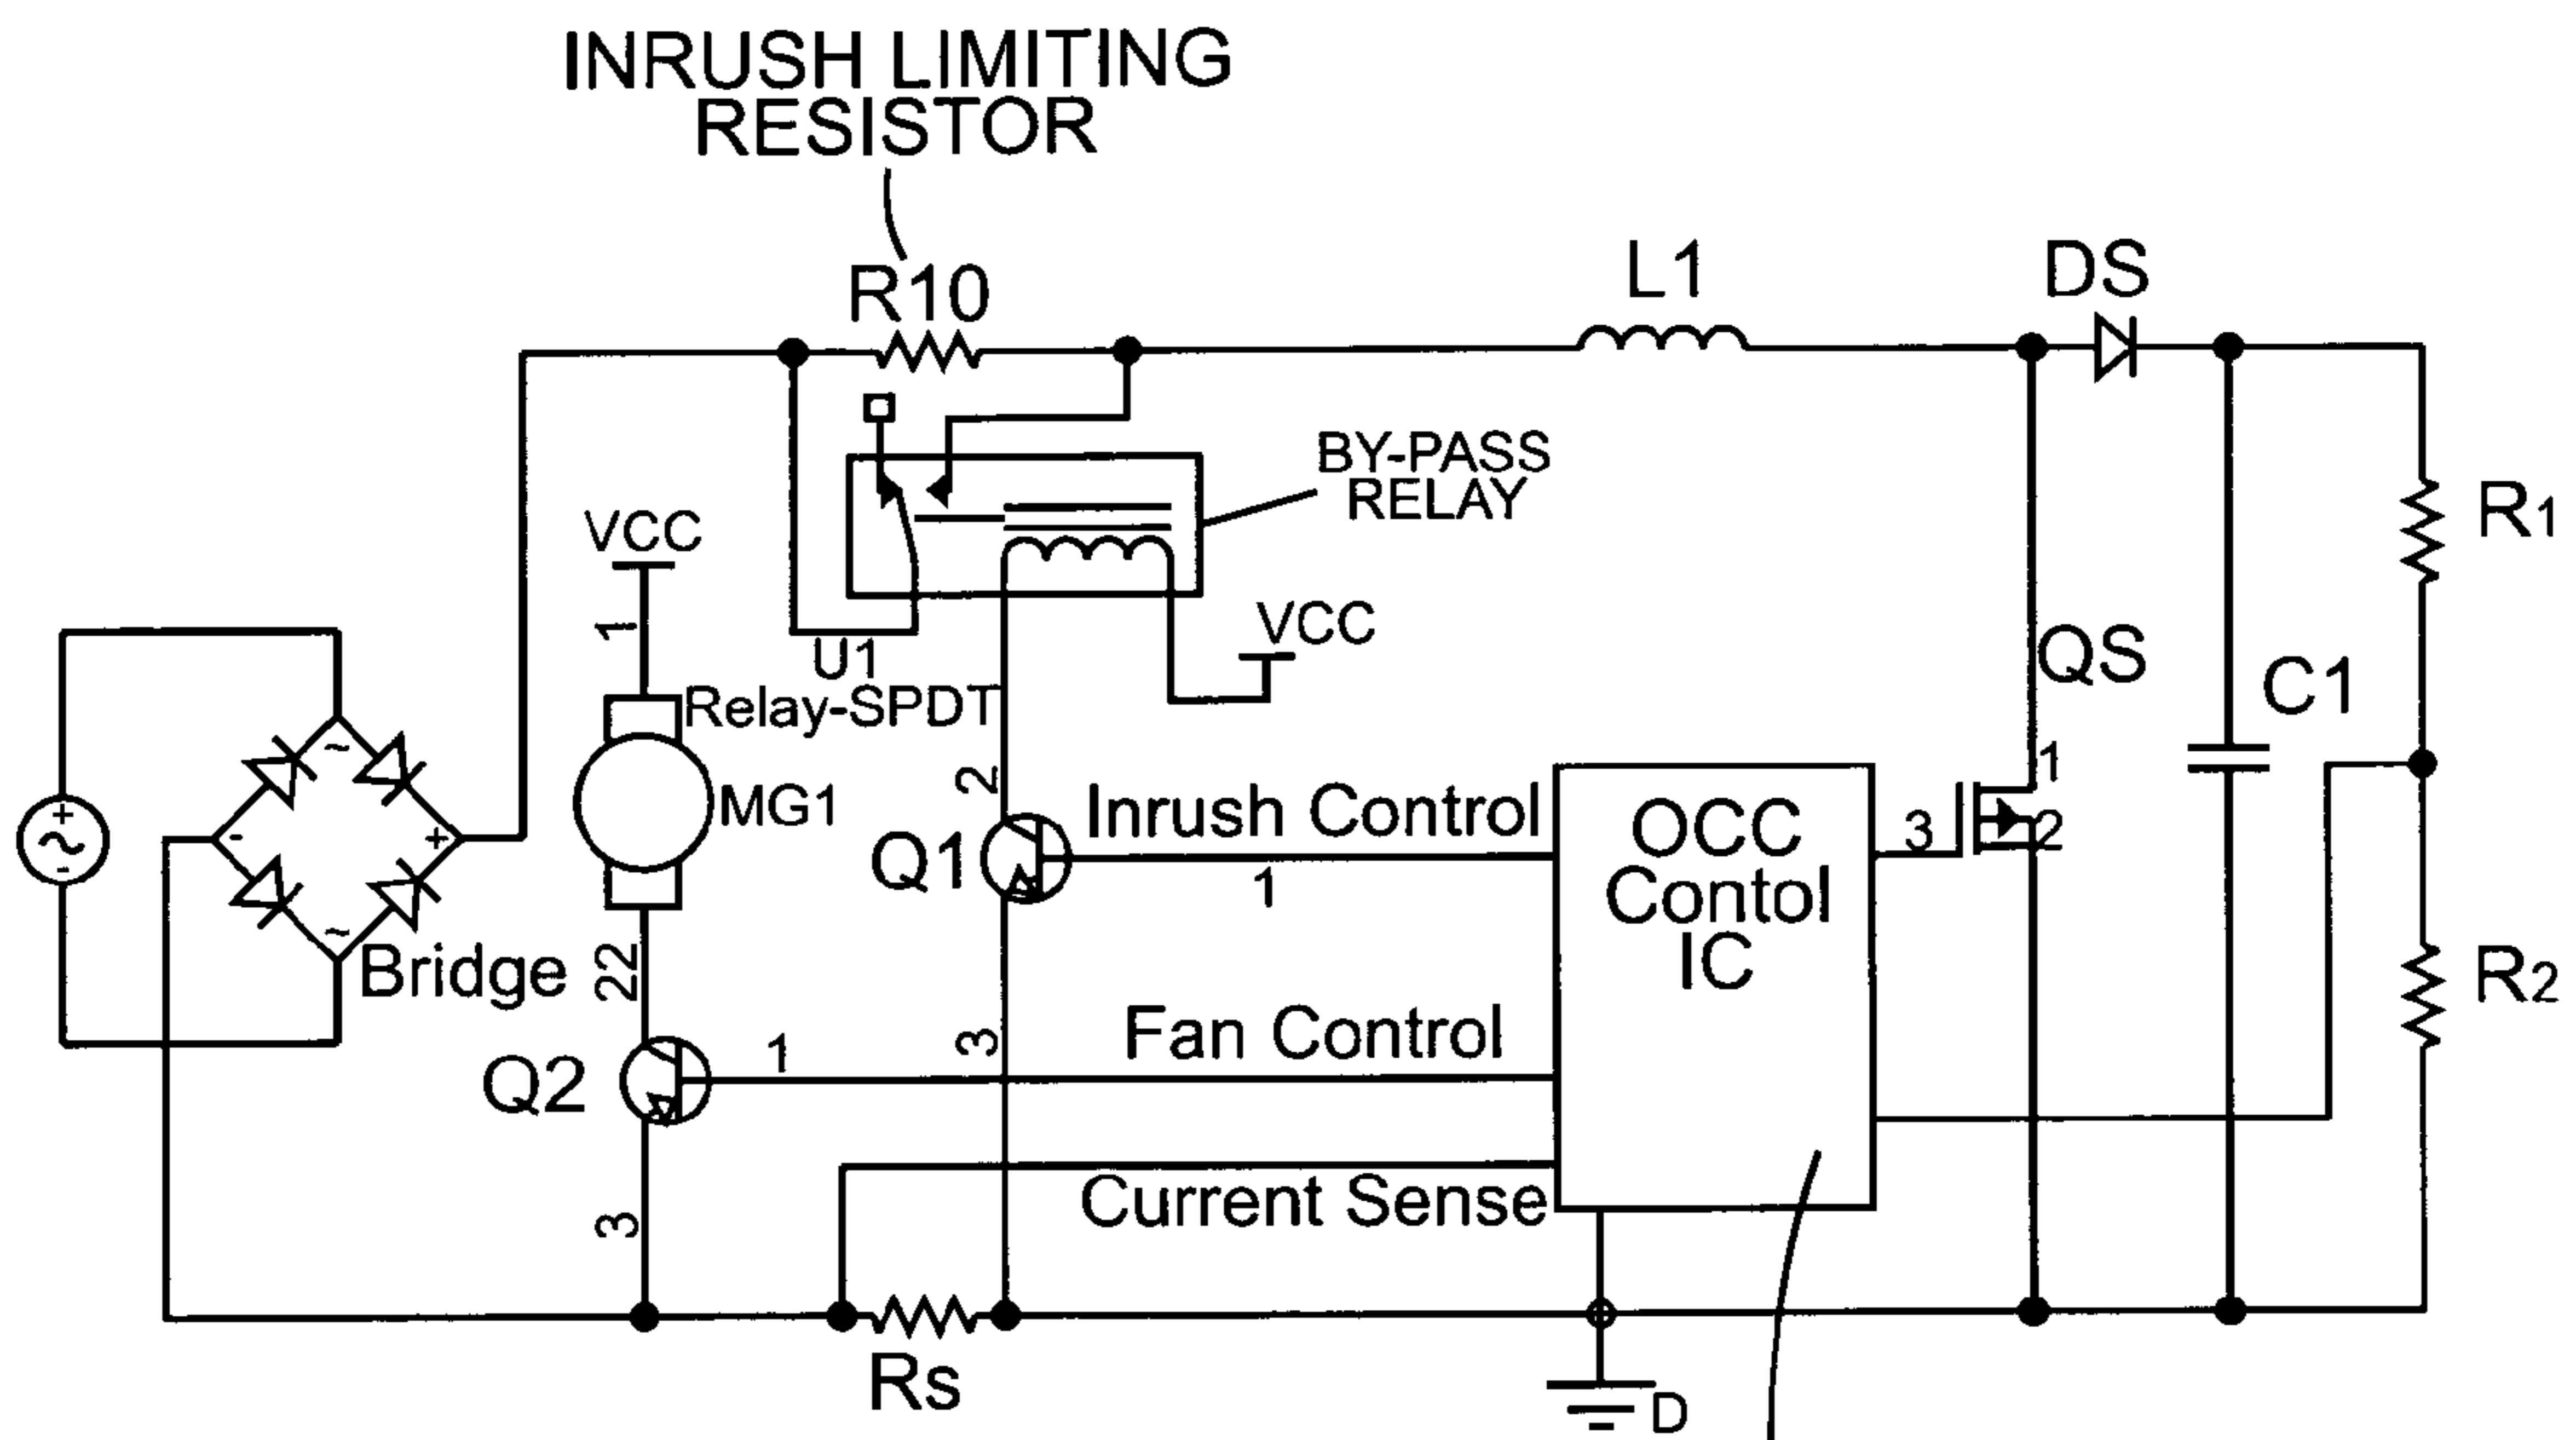 INRUSH LIMITING
RESISTOR
R10
L1
DS
BY-PASS
RELAY
R1
VCC
1
U1
VCC
Relay-SPDT
QS
C1
MG1
2
1
+
~
-
+
-
~
Bridge
Q1
Inrush Control
1
OCC
Contol
IC
3
2
22
R2
Q2
1
3
Fan Control
3
Current Sense
Rs
D